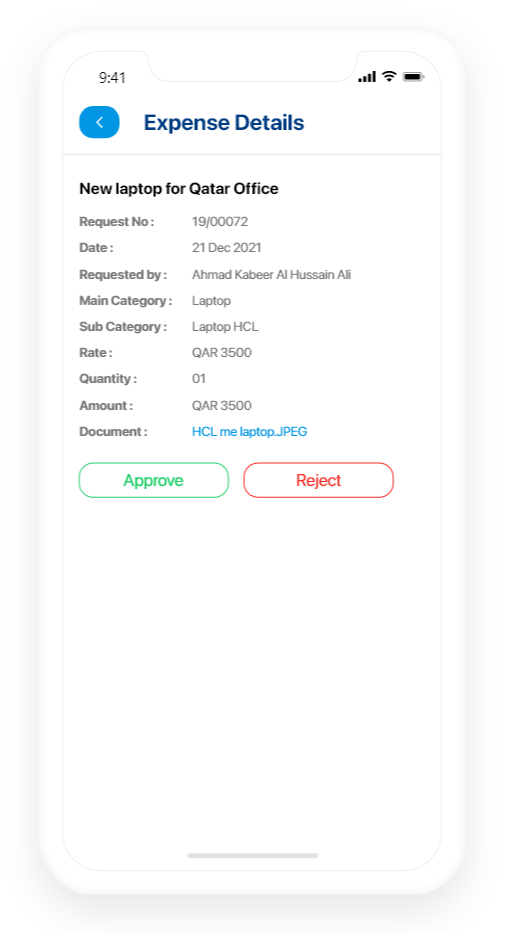 9:41
Expense Details
New laptop for Qatar Office
Request No : 19/00072
Date : 21 Dec 2021
Requested by : Ahmad Kabeer Al Hussain Ali
Main Category : Laptop
Sub Category : Laptop HCL
Rate : QAR 3500
Quantity : 01
Amount : QAR 3500
Document : HCL me laptop.JPEG
Approve Reject